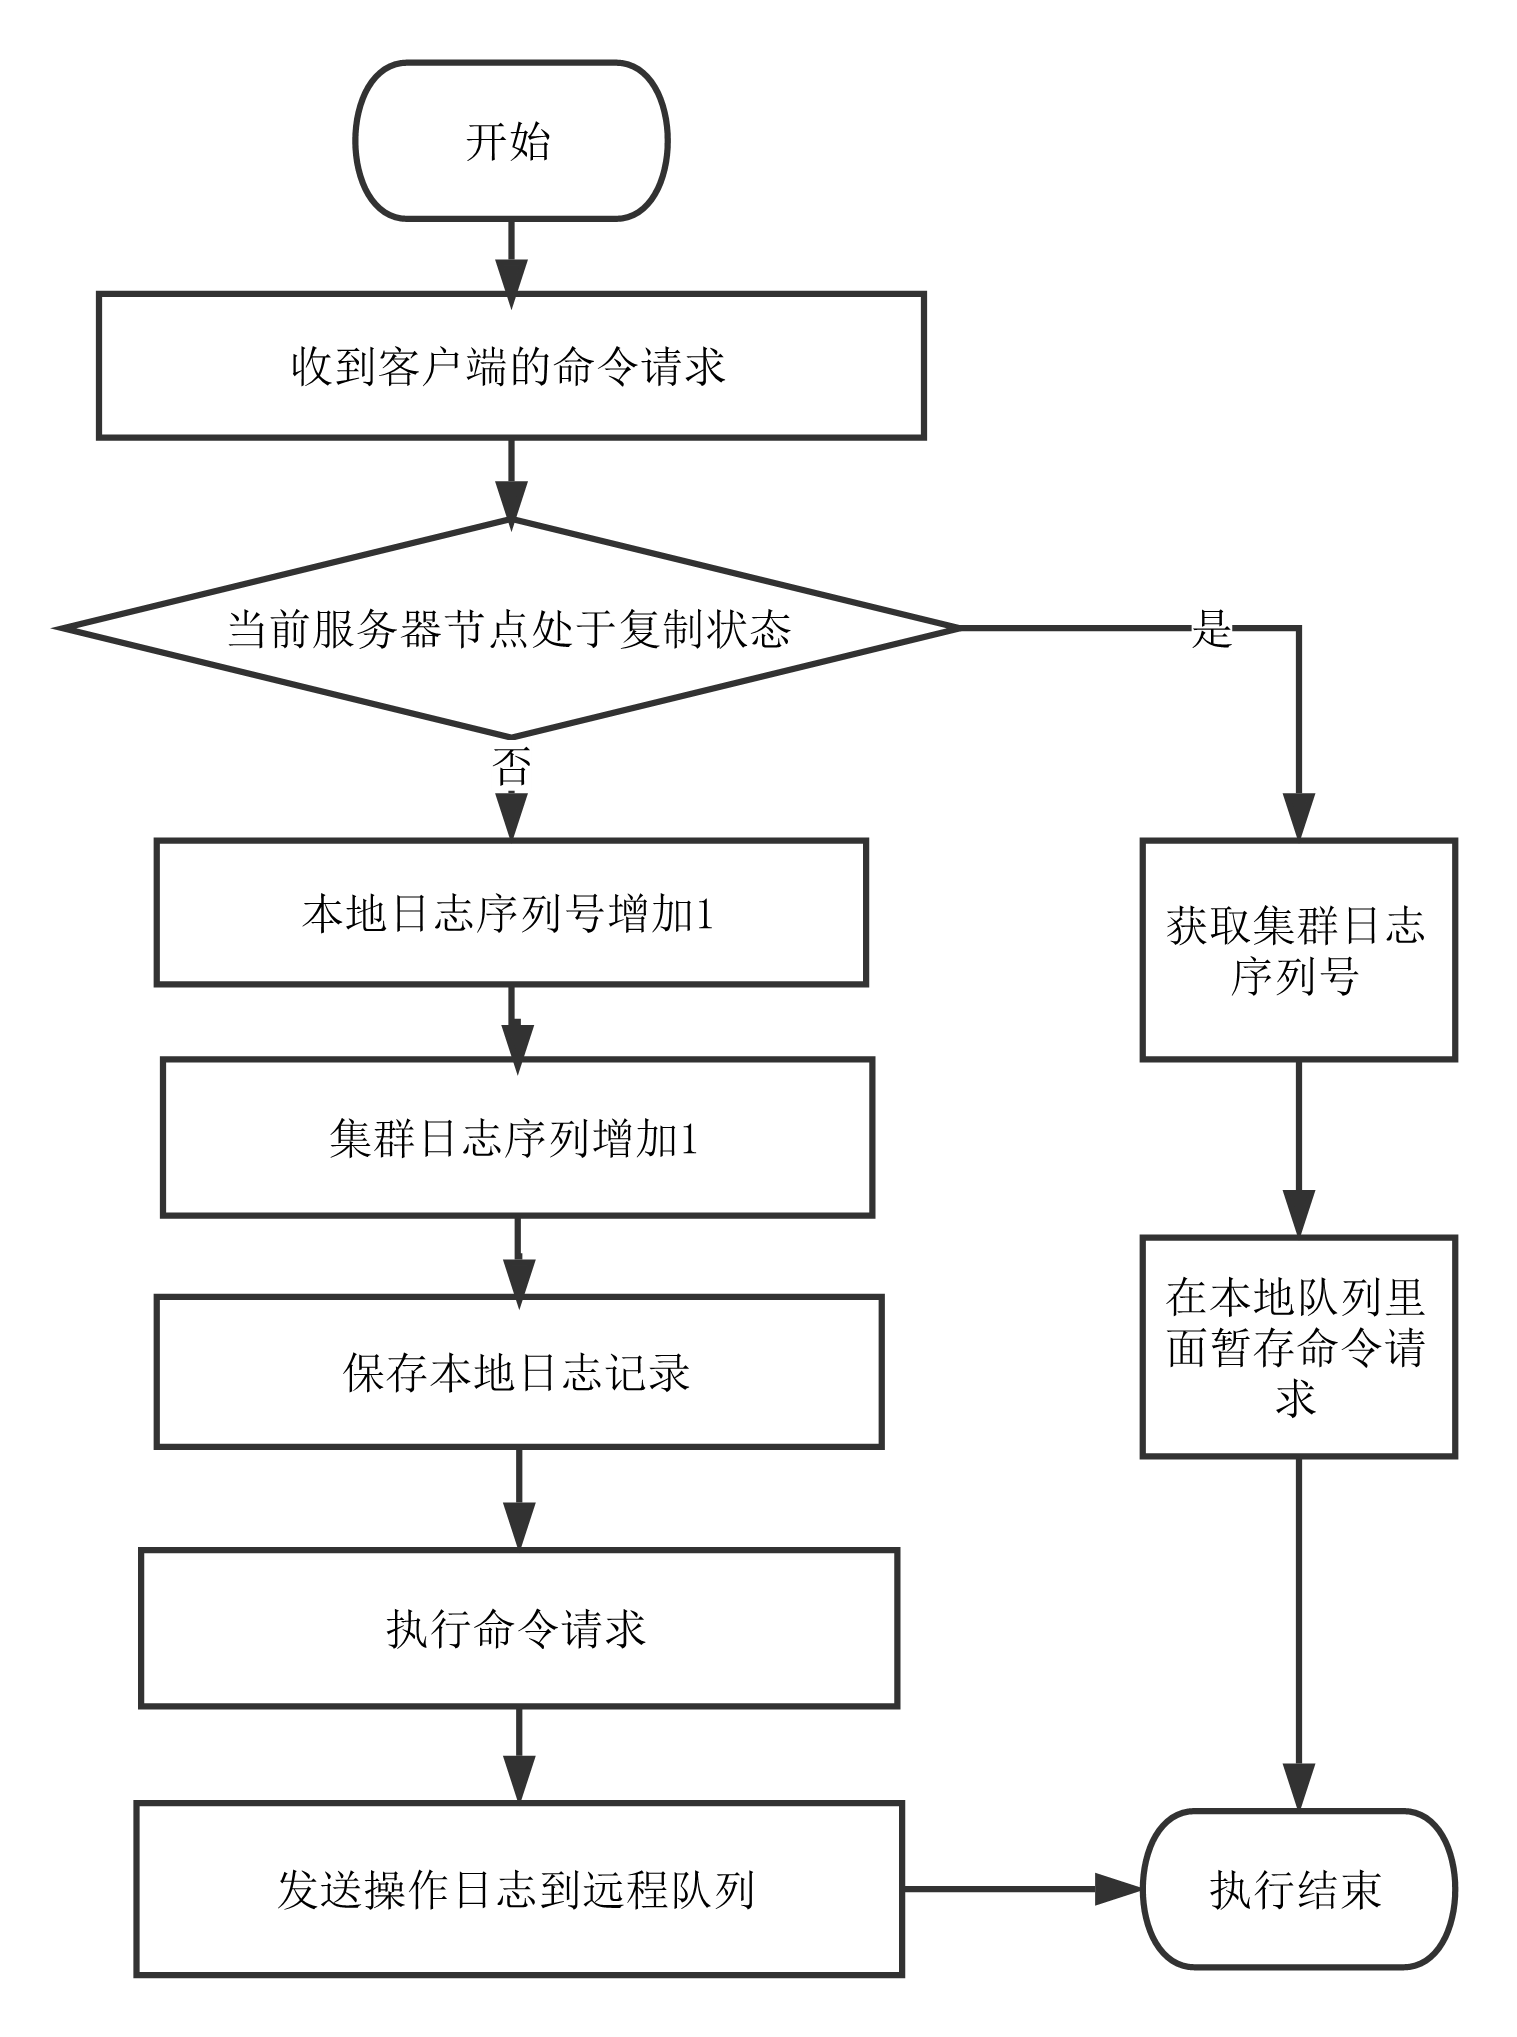 开始
收到客户端的命令请求
当前服务器节点处于复制状态
是
否
本地日志序列号增加1
获取集群日志
序列号
集群日志序列增加1
在本地队列里
面暂存命令请
求
保存本地日志记录
执行命令请求
发送操作日志到远程队列
执行结束